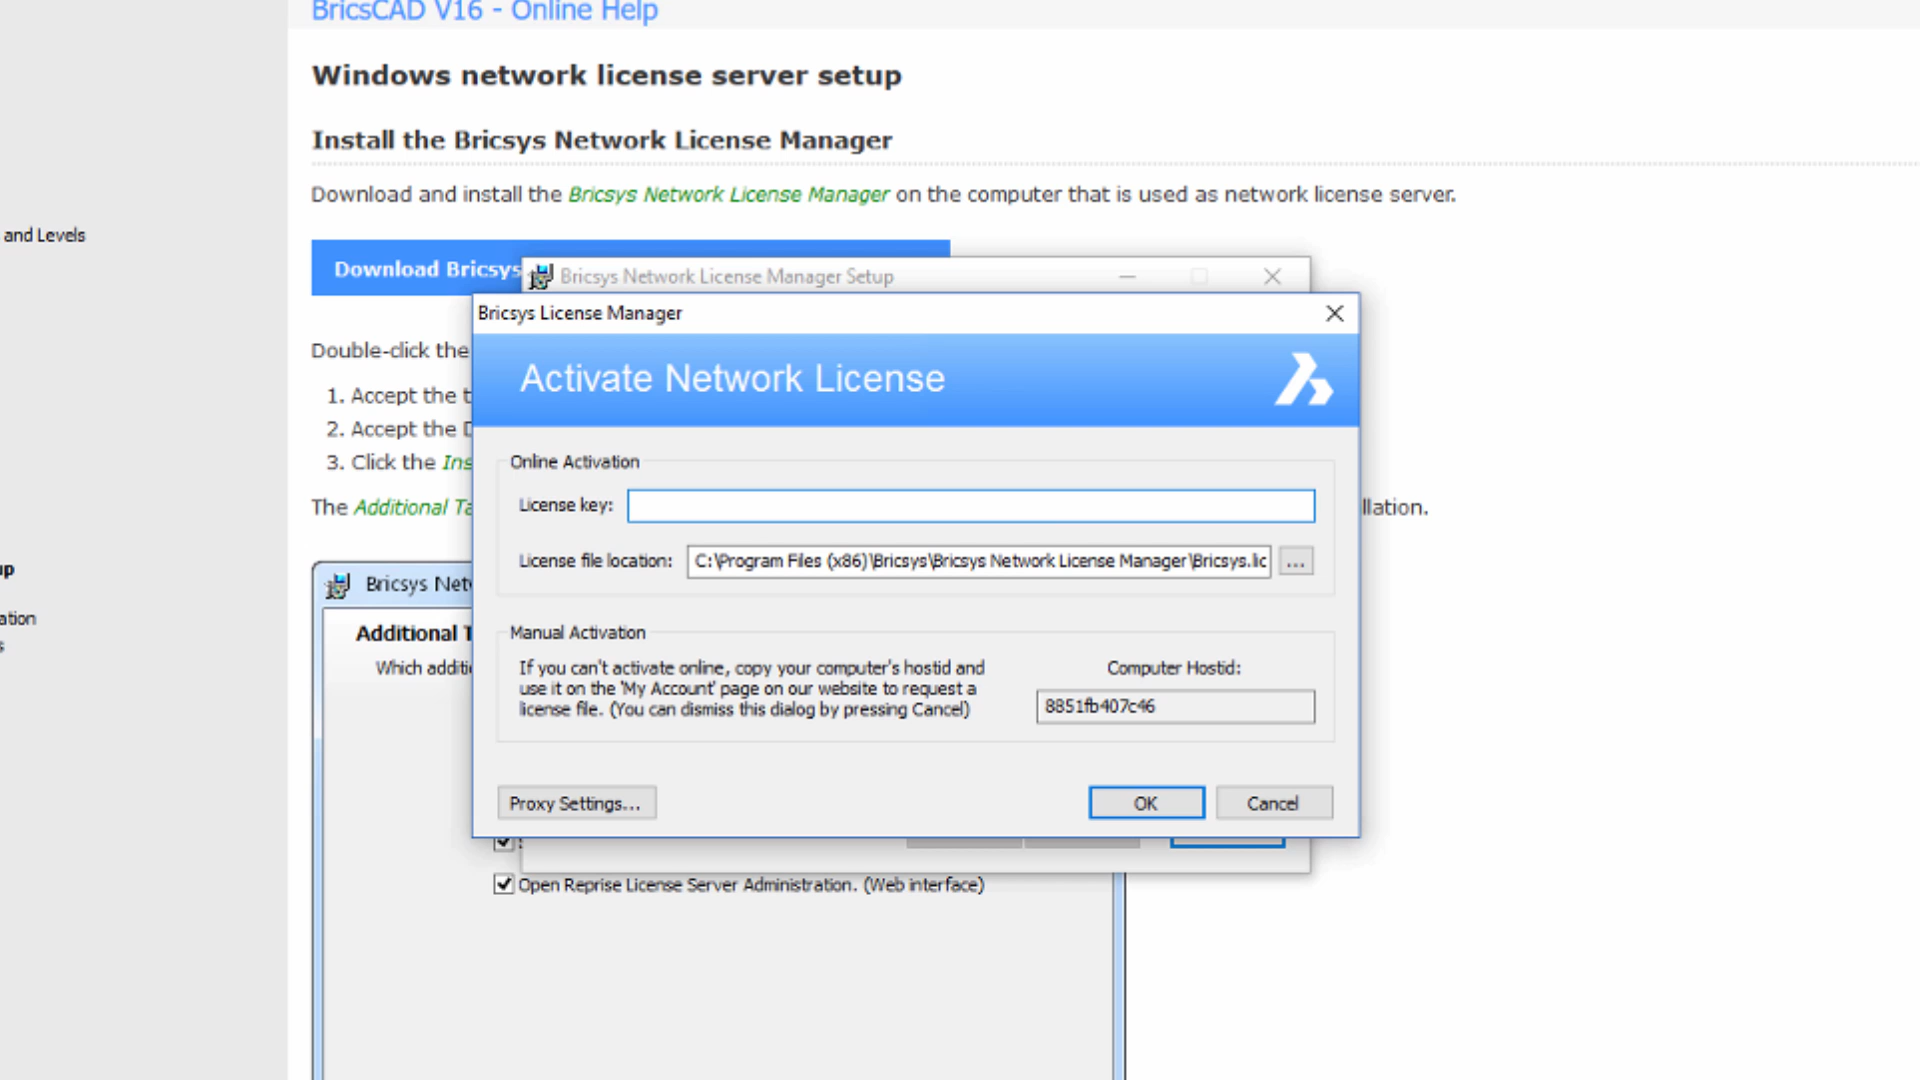 BricsCAD V16 - Online Help
Windows network license server setup
Install the Bricsys Network License Manager
Download and install the Bricsys Network License Manager on the computer that is used as network license server.
and Levels
Download Bricsys
Bricsys Network License Manager Setup
Bricsys License Manager
Double-click the
Activate Network License
1. Accept the t
2. Accept the
3. Click the Ins
Online Activation
License key:
The Additional Ta
llation.
License file location: C:\Program Files (x86)\Bricsys\Bricsys Network License Manager\Bricsys.lic ...
up
Bricsys Net
ation
s
Additional T
Which additi
Manual Activation
If you can't activate online, copy your computer's hostid and
use it on the 'My Account' page on our website to request a
license file. (You can dismiss this dialog by pressing Cancel)
Computer Hostid:
8851fb407c46
Proxy Settings...
OK
Cancel
Open Reprise License Server Administration. (Web interface)